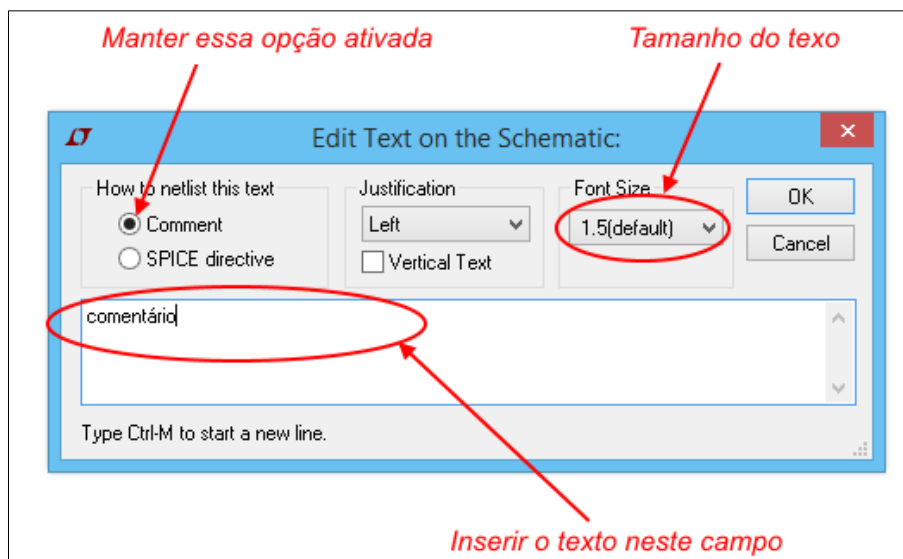 Manter essa opção ativada
Tamanho do texo
Edit Text on the Schematic:
How to netlist this text
Justification
Font Size
OK
Comment
Left
1.5(default)
SPICE directive
Vertical Text
Cancel
comentário
Type Ctrl-M to start a new line.
Inserir o texto neste campo